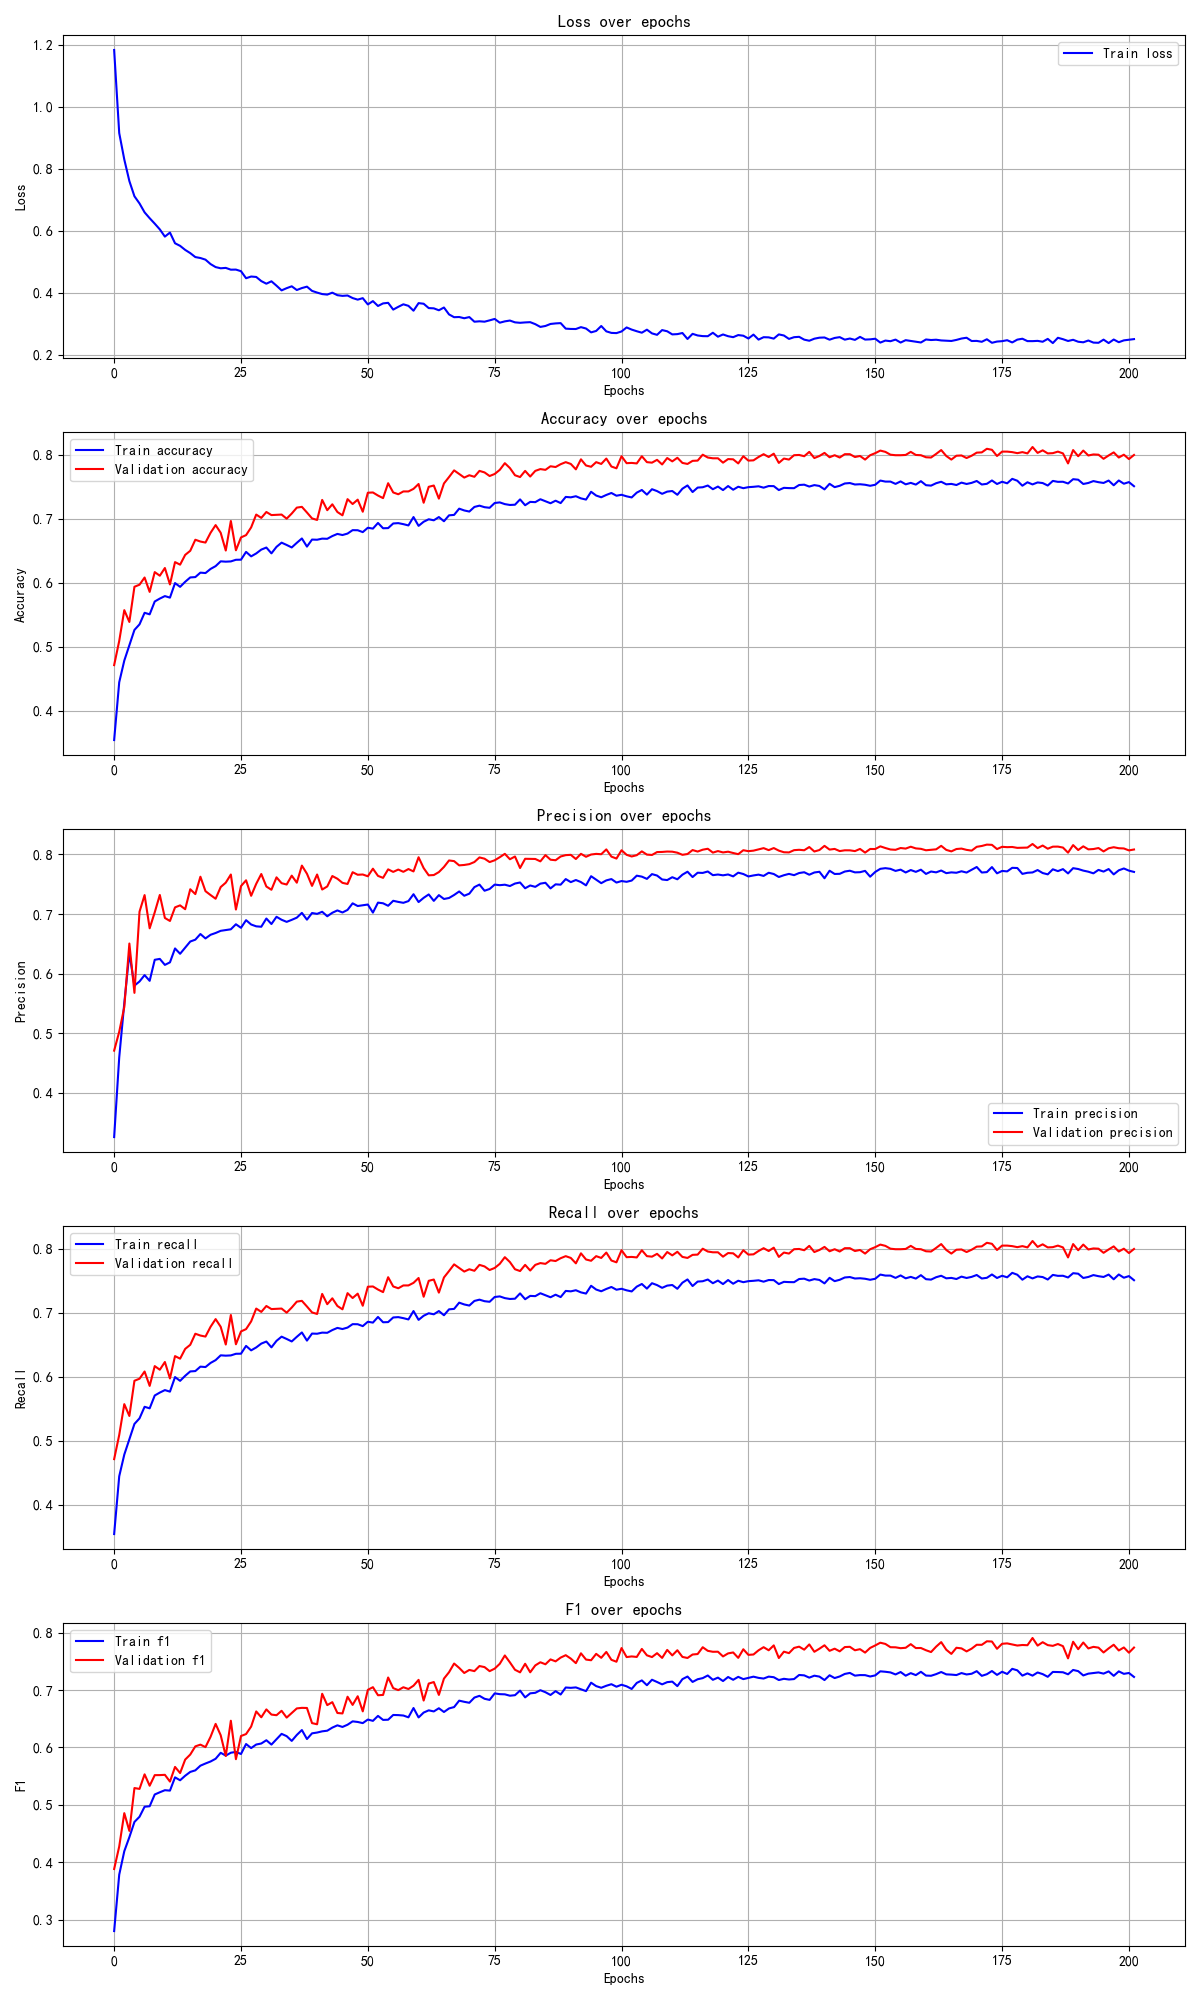 Loss over epochs
1.2
1.0
0.8
0.6
0.4
0.2
Loss
Train loss
0 25 50 75 100 125 150 175 200
Epochs
Accuracy over epochs
0.8
0.7
0.6
0.5
0.4
Accuracy
Train accuracy
Validation accuracy
0 25 50 75 100 125 150 175 200
Epochs
Precision over epochs
0.8
0.7
0.6
0.5
0.4
Precision
Train precision
Validation precision
0 25 50 75 100 125 150 175 200
Epochs
Recall over epochs
0.8
0.7
0.6
0.5
0.4
Recall
Train recall
Validation recall
0 25 50 75 100 125 150 175 200
Epochs
F1 over epochs
0.8
0.7
0.6
0.5
0.4
0.3
F1
Train f1
Validation f1
0 25 50 75 100 125 150 175 200
Epochs